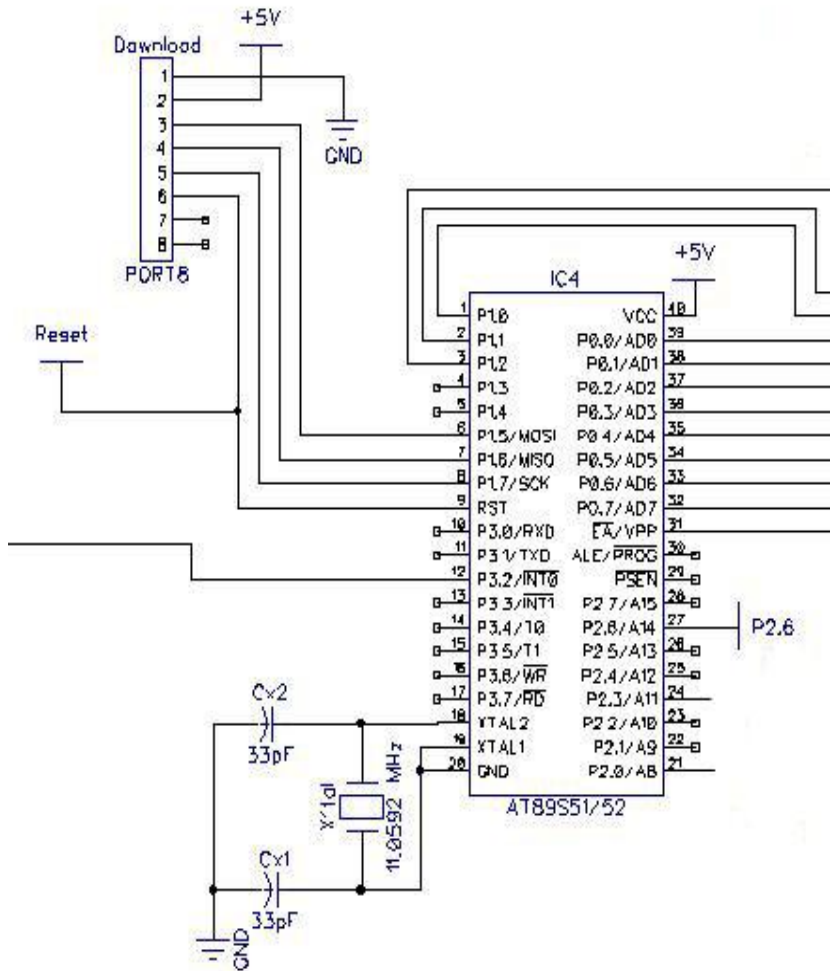 +5V
Download
1
2
3
4
5
6
7
8
PORT8
GND
Reset
+5V
IC4
1 P1.0 VCC 40
2 P1.1 P0.0/AD0 39
3 P1.2 P0.1/AD1 38
4 P1.3 P0.2/AD2 37
5 P1.4 P0.3/AD3 36
6 P1.5/MOSI P0.4/AD4 35
7 P1.6/MISO P0.5/AD5 34
8 P1.7/SCK P0.6/AD6 33
9 RST P0.7/AD7 32
10 P3.0/RXD EA/VPP 31
11 P3.1/TXD ALE/PROG 30
12 P3.2/INT0 PSEN 29
13 P3.3/INT1 P2.7/A15 28
14 P3.4/T0 P2.6/A14 27
15 P3.5/T1 P2.5/A13 26
16 P3.6/WR P2.4/A12 25
17 P3.7/RD P2.3/A11 24
18 XTAL2 P2.2/A10 23
19 XTAL1 P2.1/A9 22
20 GND P2.0/A8 21
P2.6
AT89S51/52
Cx2
33pF
X'tal
11.0592 MHz
Cx1
33pF
GND